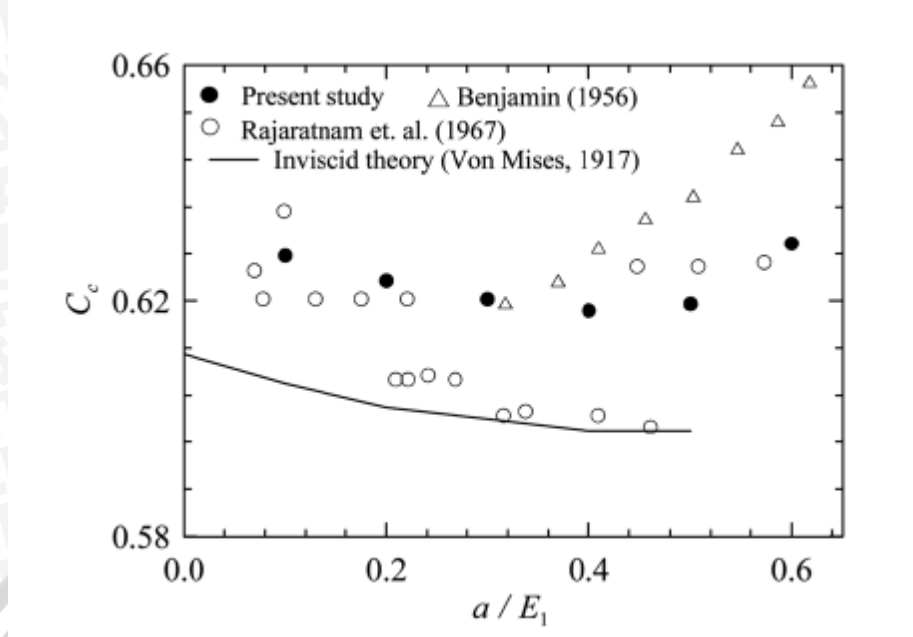 0.66
Present study Benjamin (1956)
Rajaratnam et. al. (1967)
Inviscid theory (Von Mises, 1917)
C_c
0.62
0.58
0.0 0.2 0.4 0.6
a / E₁